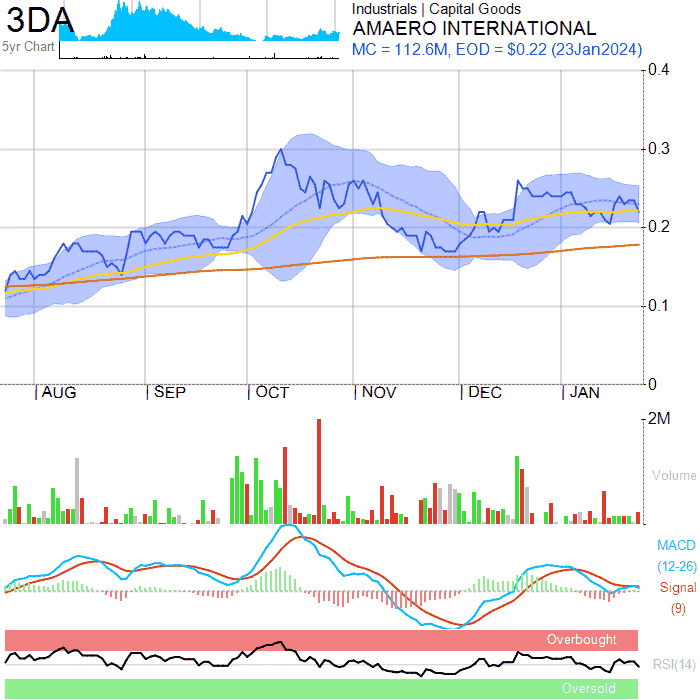 3DA
5yr Chart
Industrials | Capital Goods
AMAERO INTERNATIONAL
MC = 112.6M, EOD = $0.22 (23Jan2024)
0.4
0.3
0.2
0.1
0
AUG SEP OCT NOV DEC JAN
2M
Volume
MACD
(12-26)
Signal
(9)
Overbought
RSI(14)
Oversold